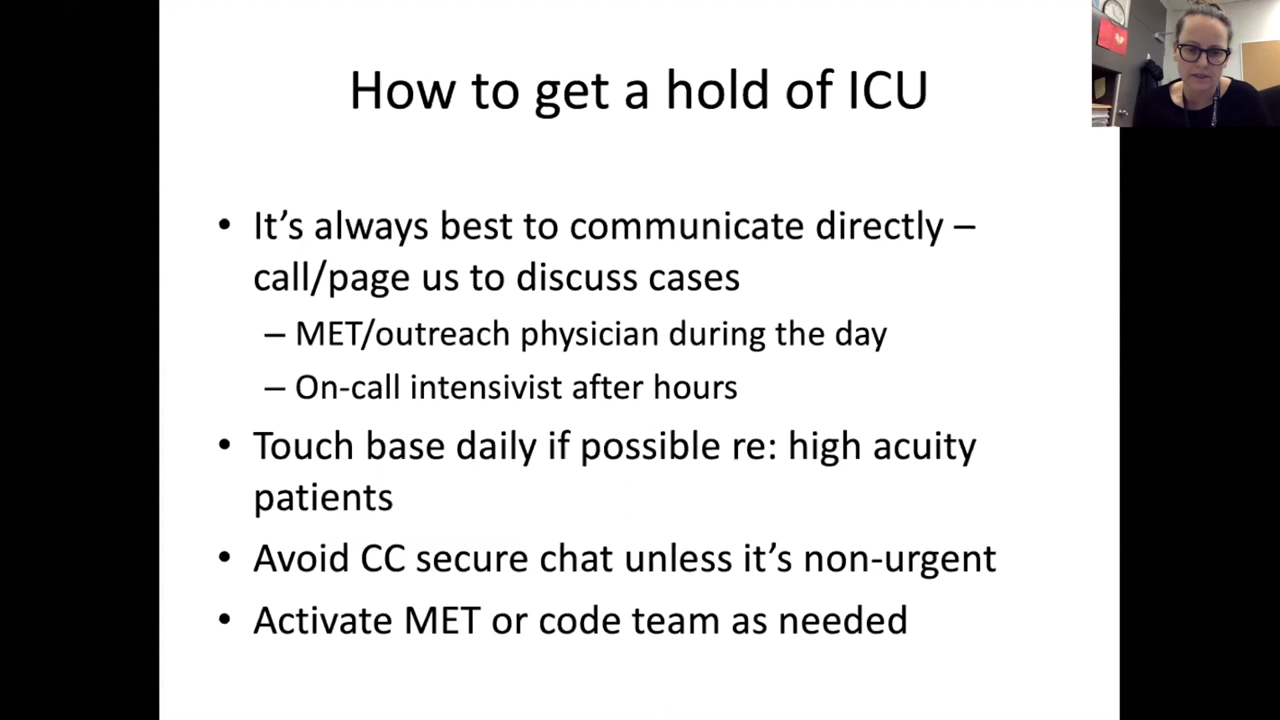 How to get a hold of ICU
• It’s always best to communicate directly –
call/page us to discuss cases
– MET/outreach physician during the day
– On-call intensivist after hours
• Touch base daily if possible re: high acuity
patients
• Avoid CC secure chat unless it’s non-urgent
• Activate MET or code team as needed